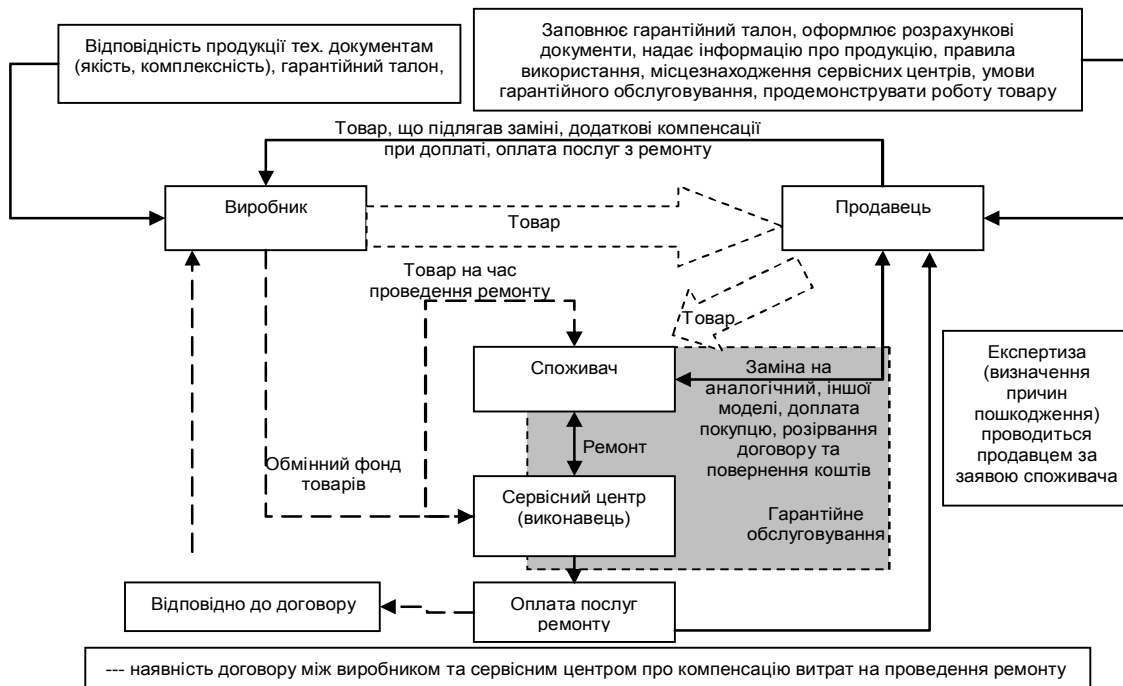 Відповідність продукції тех. документам
(якість, комплексність), гарантійний талон,
Заповнює гарантійний талон, оформлює розрахункові
документи, надає інформацію про продукцію, правила
використання, місцезнаходження сервісних центрів, умови
гарантійного обслуговування, продемонструвати роботу товару
Товар, що підлягав заміні, додаткові компенсації
при доплаті, оплата послуг з ремонту
Виробник
Товар
Продавець
Товар на час
проведення ремонту
Товар
Споживач
Заміна на
аналогічний, іншої
моделі, доплата
покупцю, розірвання
договору та
повернення коштів
Експертиза
(визначення
причин
пошкодження)
проводиться
продавцем за
заявою споживача
Ремонт
Обмінний фонд
товарів
Сервісний центр
(виконавець)
Гарантійне
обслуговування
Відповідно до договору
Оплата послуг
ремонту
--- наявність договору між виробником та сервісним центром про компенсацію витрат на проведення ремонту